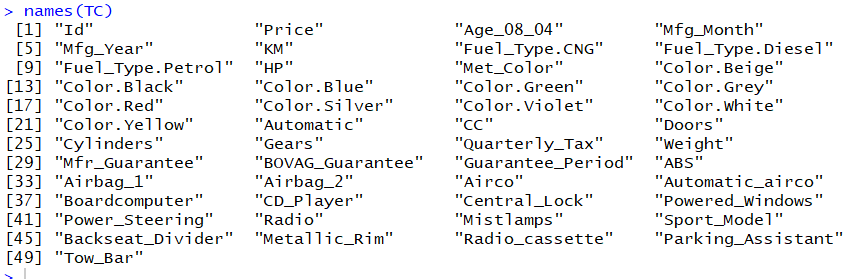 > names(TC)
 [1] "Id"                "Price"             "Age_08_04"         "Mfg_Month"
 [5] "Mfg_Year"          "KM"                "Fuel_Type.CNG"     "Fuel_Type.Diesel"
 [9] "Fuel_Type.Petrol"  "HP"                "Met_Color"         "Color.Beige"
[13] "Color.Black"       "Color.Blue"        "Color.Green"       "Color.Grey"
[17] "Color.Red"         "Color.Silver"      "Color.Violet"      "Color.White"
[21] "Color.Yellow"      "Automatic"         "CC"                "Doors"
[25] "Cylinders"         "Gears"             "Quarterly_Tax"     "Weight"
[29] "Mfr_Guarantee"     "BOVAG_Guarantee"   "Guarantee_Period"  "ABS"
[33] "Airbag_1"          "Airbag_2"          "Airco"             "Automatic_airco"
[37] "Boardcomputer"     "CD_Player"         "Central_Lock"      "Powered_Windows"
[41] "Power_Steering"    "Radio"             "Mistlamps"         "Sport_Model"
[45] "Backseat_Divider"  "Metallic_Rim"      "Radio_cassette"    "Parking_Assistant"
[49] "Tow_Bar"
>